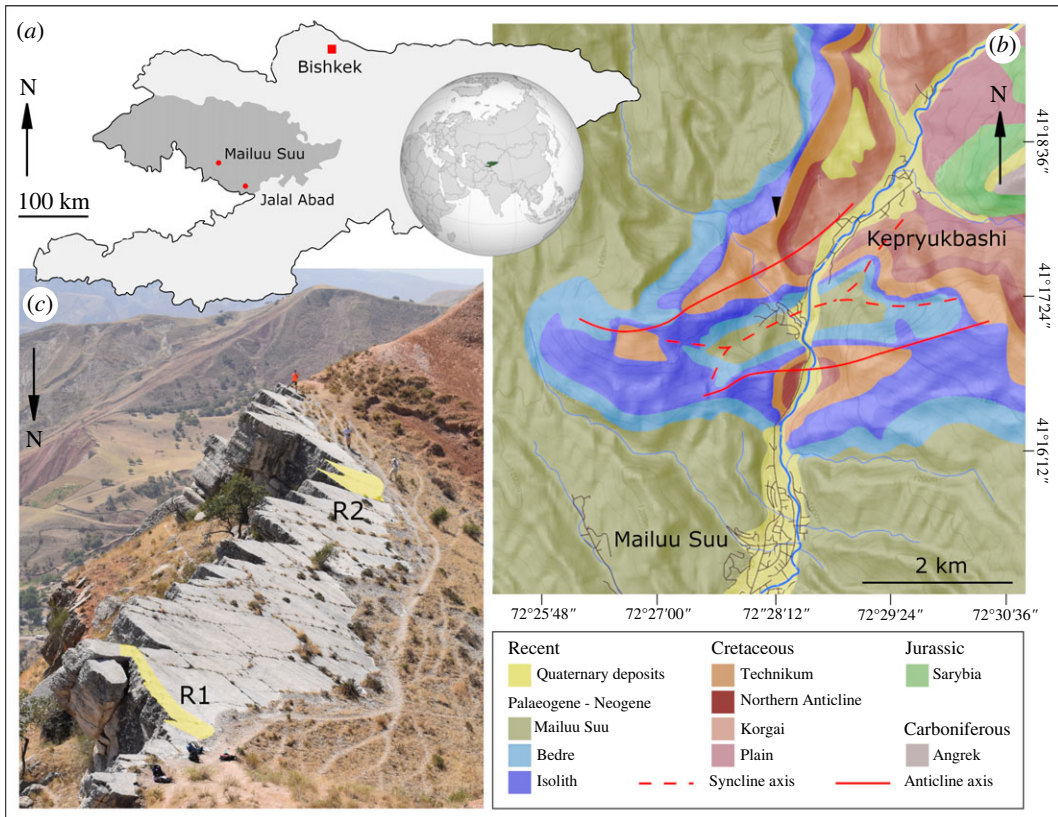 (a)
N
100 km
Bishkek
Mailuu Suu
Jalal Abad
(b)
N
Kepryukbashi
Mailuu Suu
2 km
41°18′36″
41°17′24″
41°16′12″
72°25′48″
72°27′00″
72°28′12″
72°29′24″
72°30′36″
(c)
N
R2
R1
Recent
Quaternary deposits
Palaeogene - Neogene
Mailuu Suu
Bedre
Isolith
Cretaceous
Technikum
Northern Anticline
Korgai
Plain
Jurassic
Sarybia
Carboniferous
Angrek
Syncline axis
Anticline axis